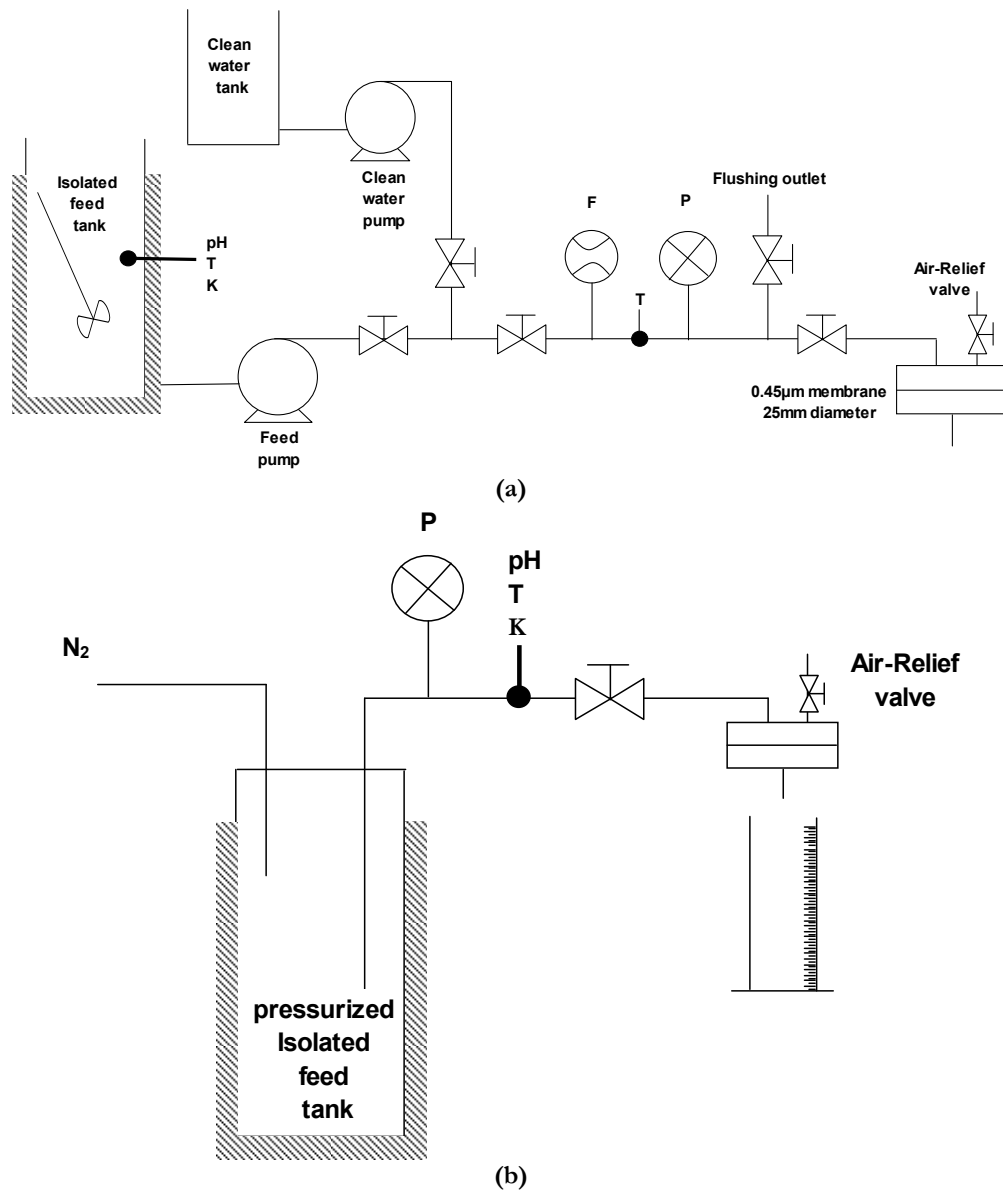 Clean
water
tank
Clean
water
pump
Isolated
feed
tank
pH
T
K
Feed
pump
F
T
P
Flushing outlet
Air-Relief
valve
0.45µm membrane
25mm diameter
(a)
N2
P
pH
T
K
Air-Relief
valve
pressurized
Isolated
feed
tank
(b)